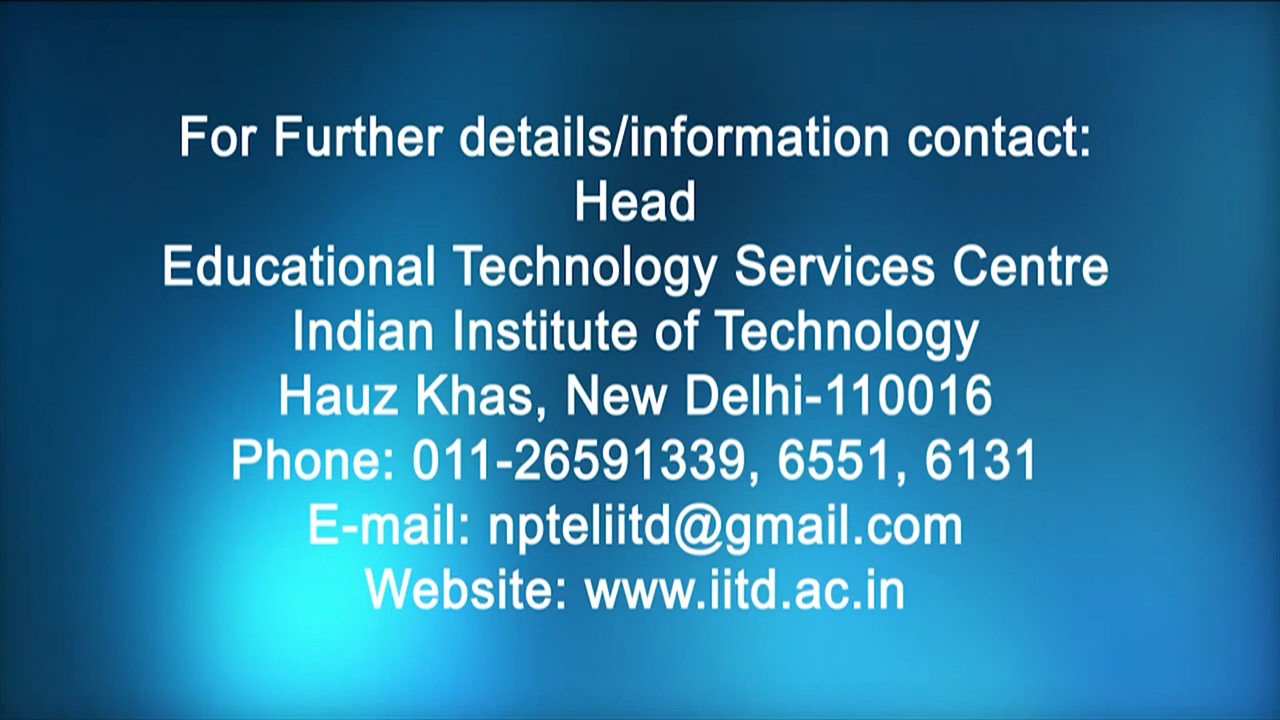 For Further details/information contact:
Head
Educational Technology Services Centre
Indian Institute of Technology
Hauz Khas, New Delhi-110016
Phone: 011-26591339, 6551, 6131
E-mail: npteliitd@gmail.com
Website: www.iitd.ac.in